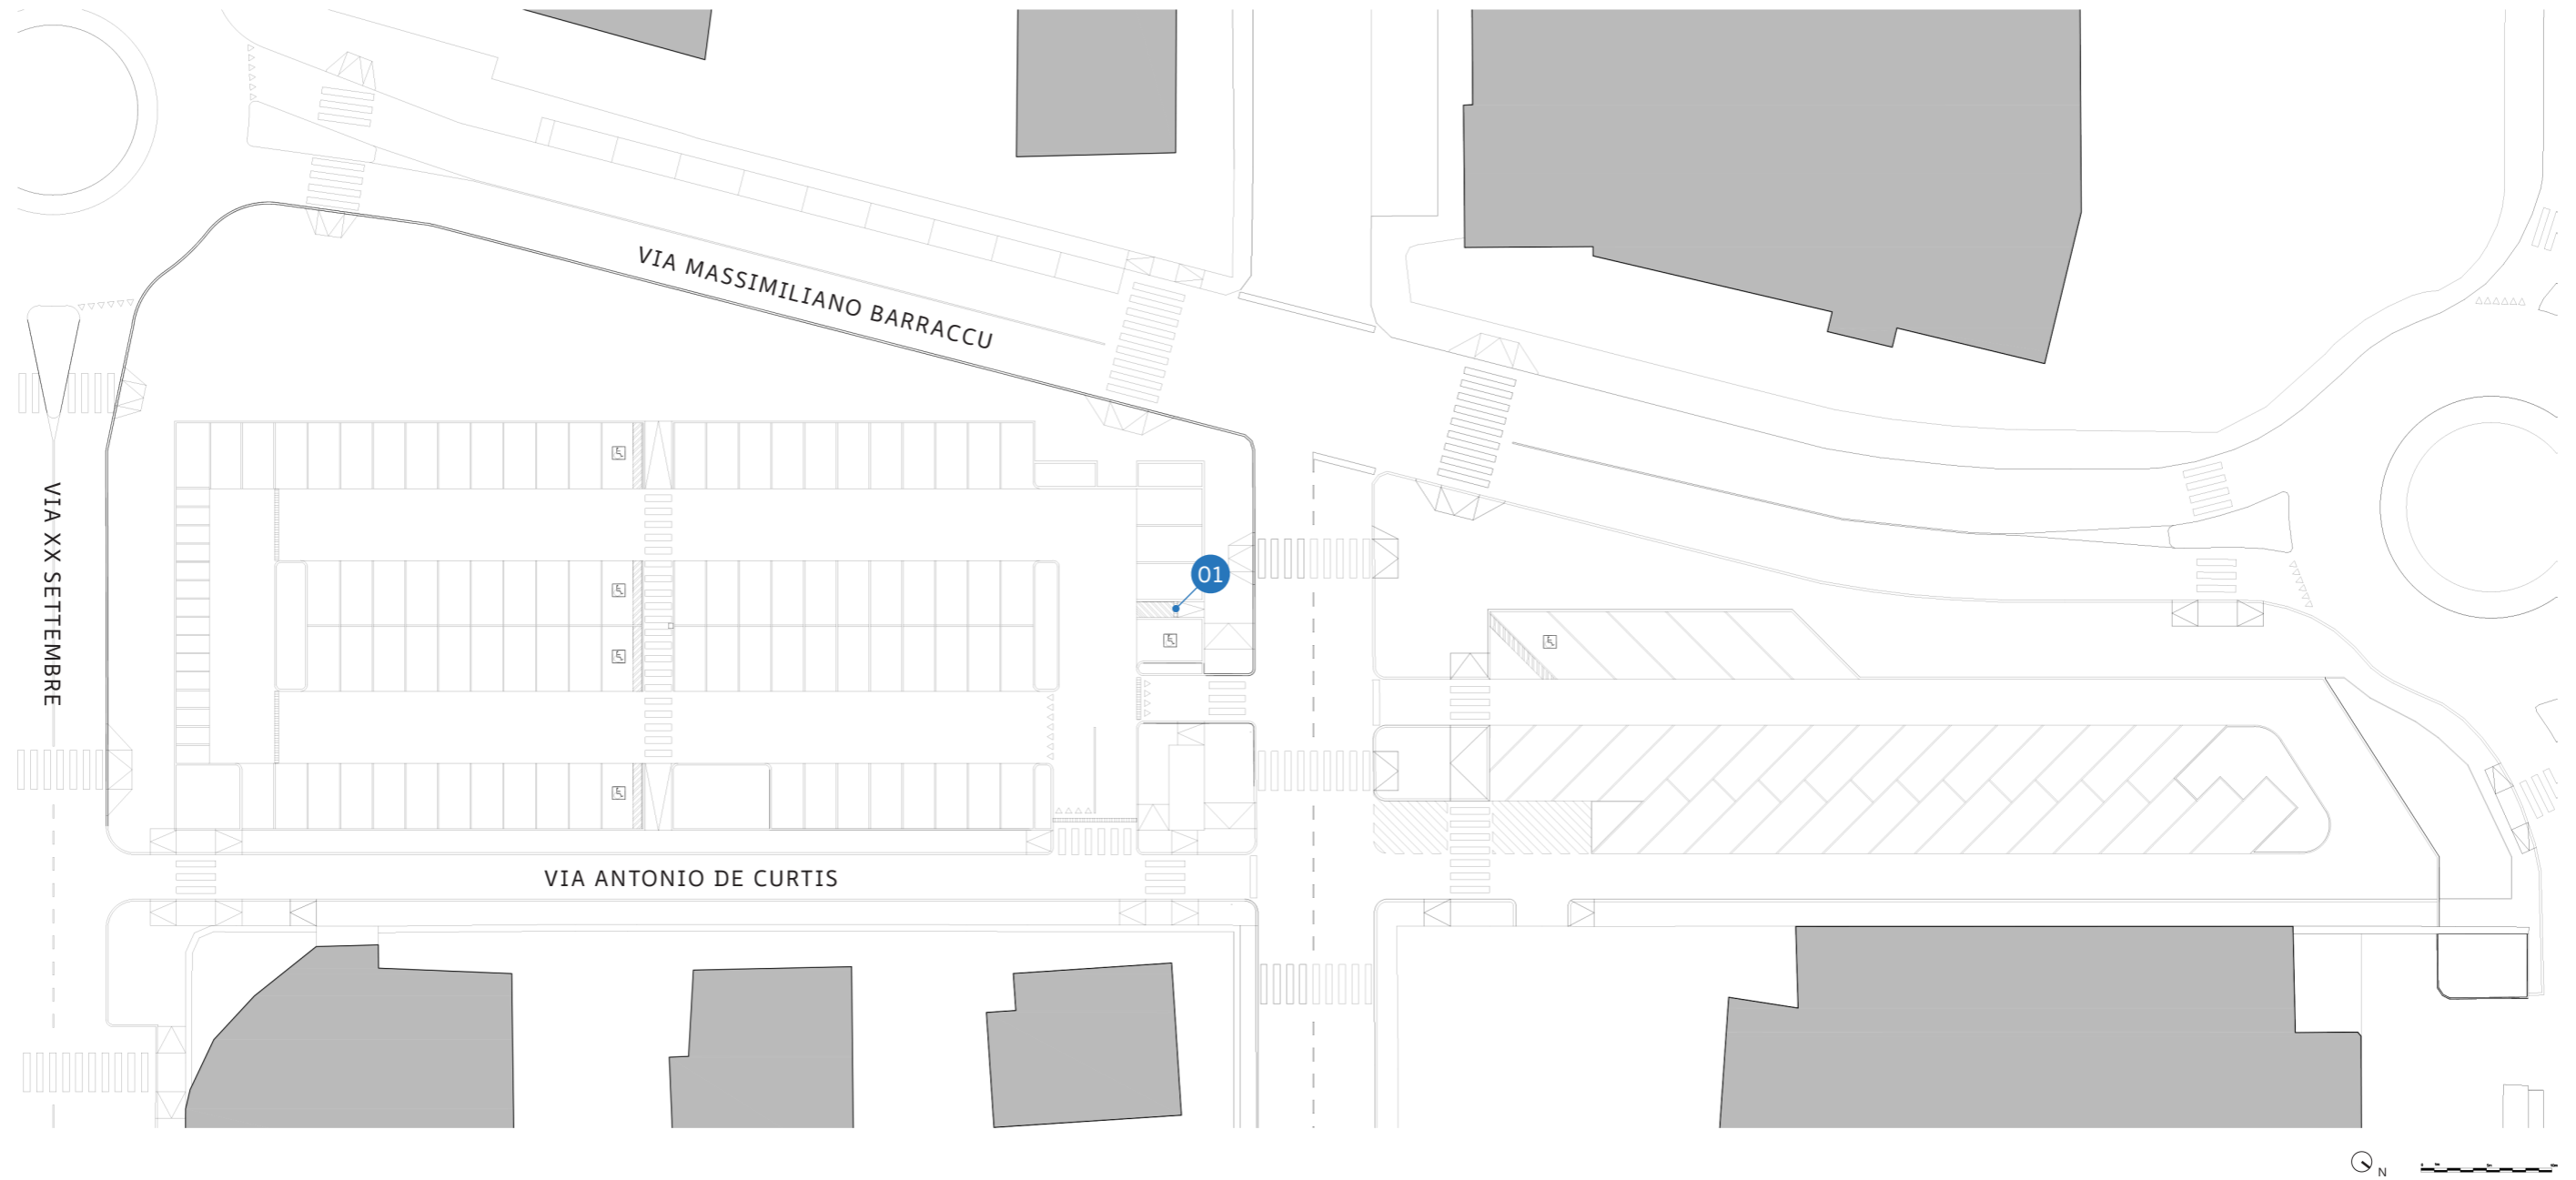 VIA MASSIMILIANO BARRACCU
VIA XX SETTEMBRE
01
VIA ANTONIO DE CURTIS
N